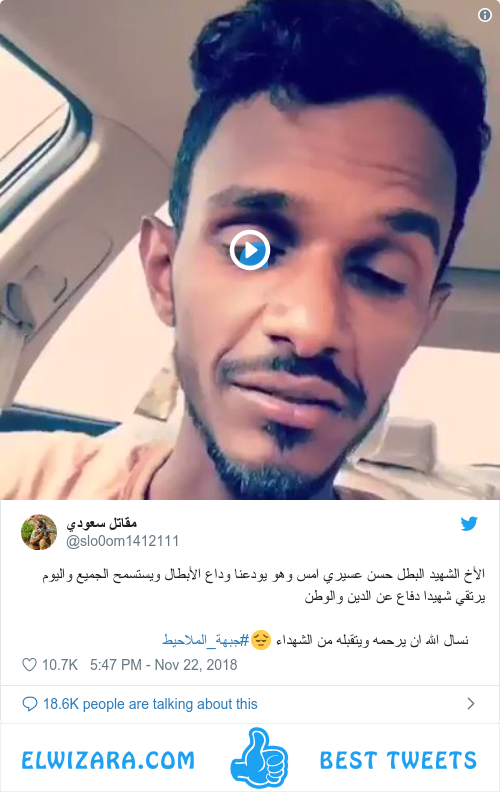 مقاتل سعودي
@slo0om1412111
الأخ الشهيد البطل حسن عسيري امس وهو يودعنا وداع الأبطال ويستسمح الجميع واليوم
يرتقي شهيدا دفاع عن الدين والوطن
نسال الله ان يرحمه ويتقبله من الشهداء 😔 #جبهة_الملاحيط
10.7K 5:47 PM - Nov 22, 2018
18.6K people are talking about this
ELWIZARA.COM BEST TWEETS